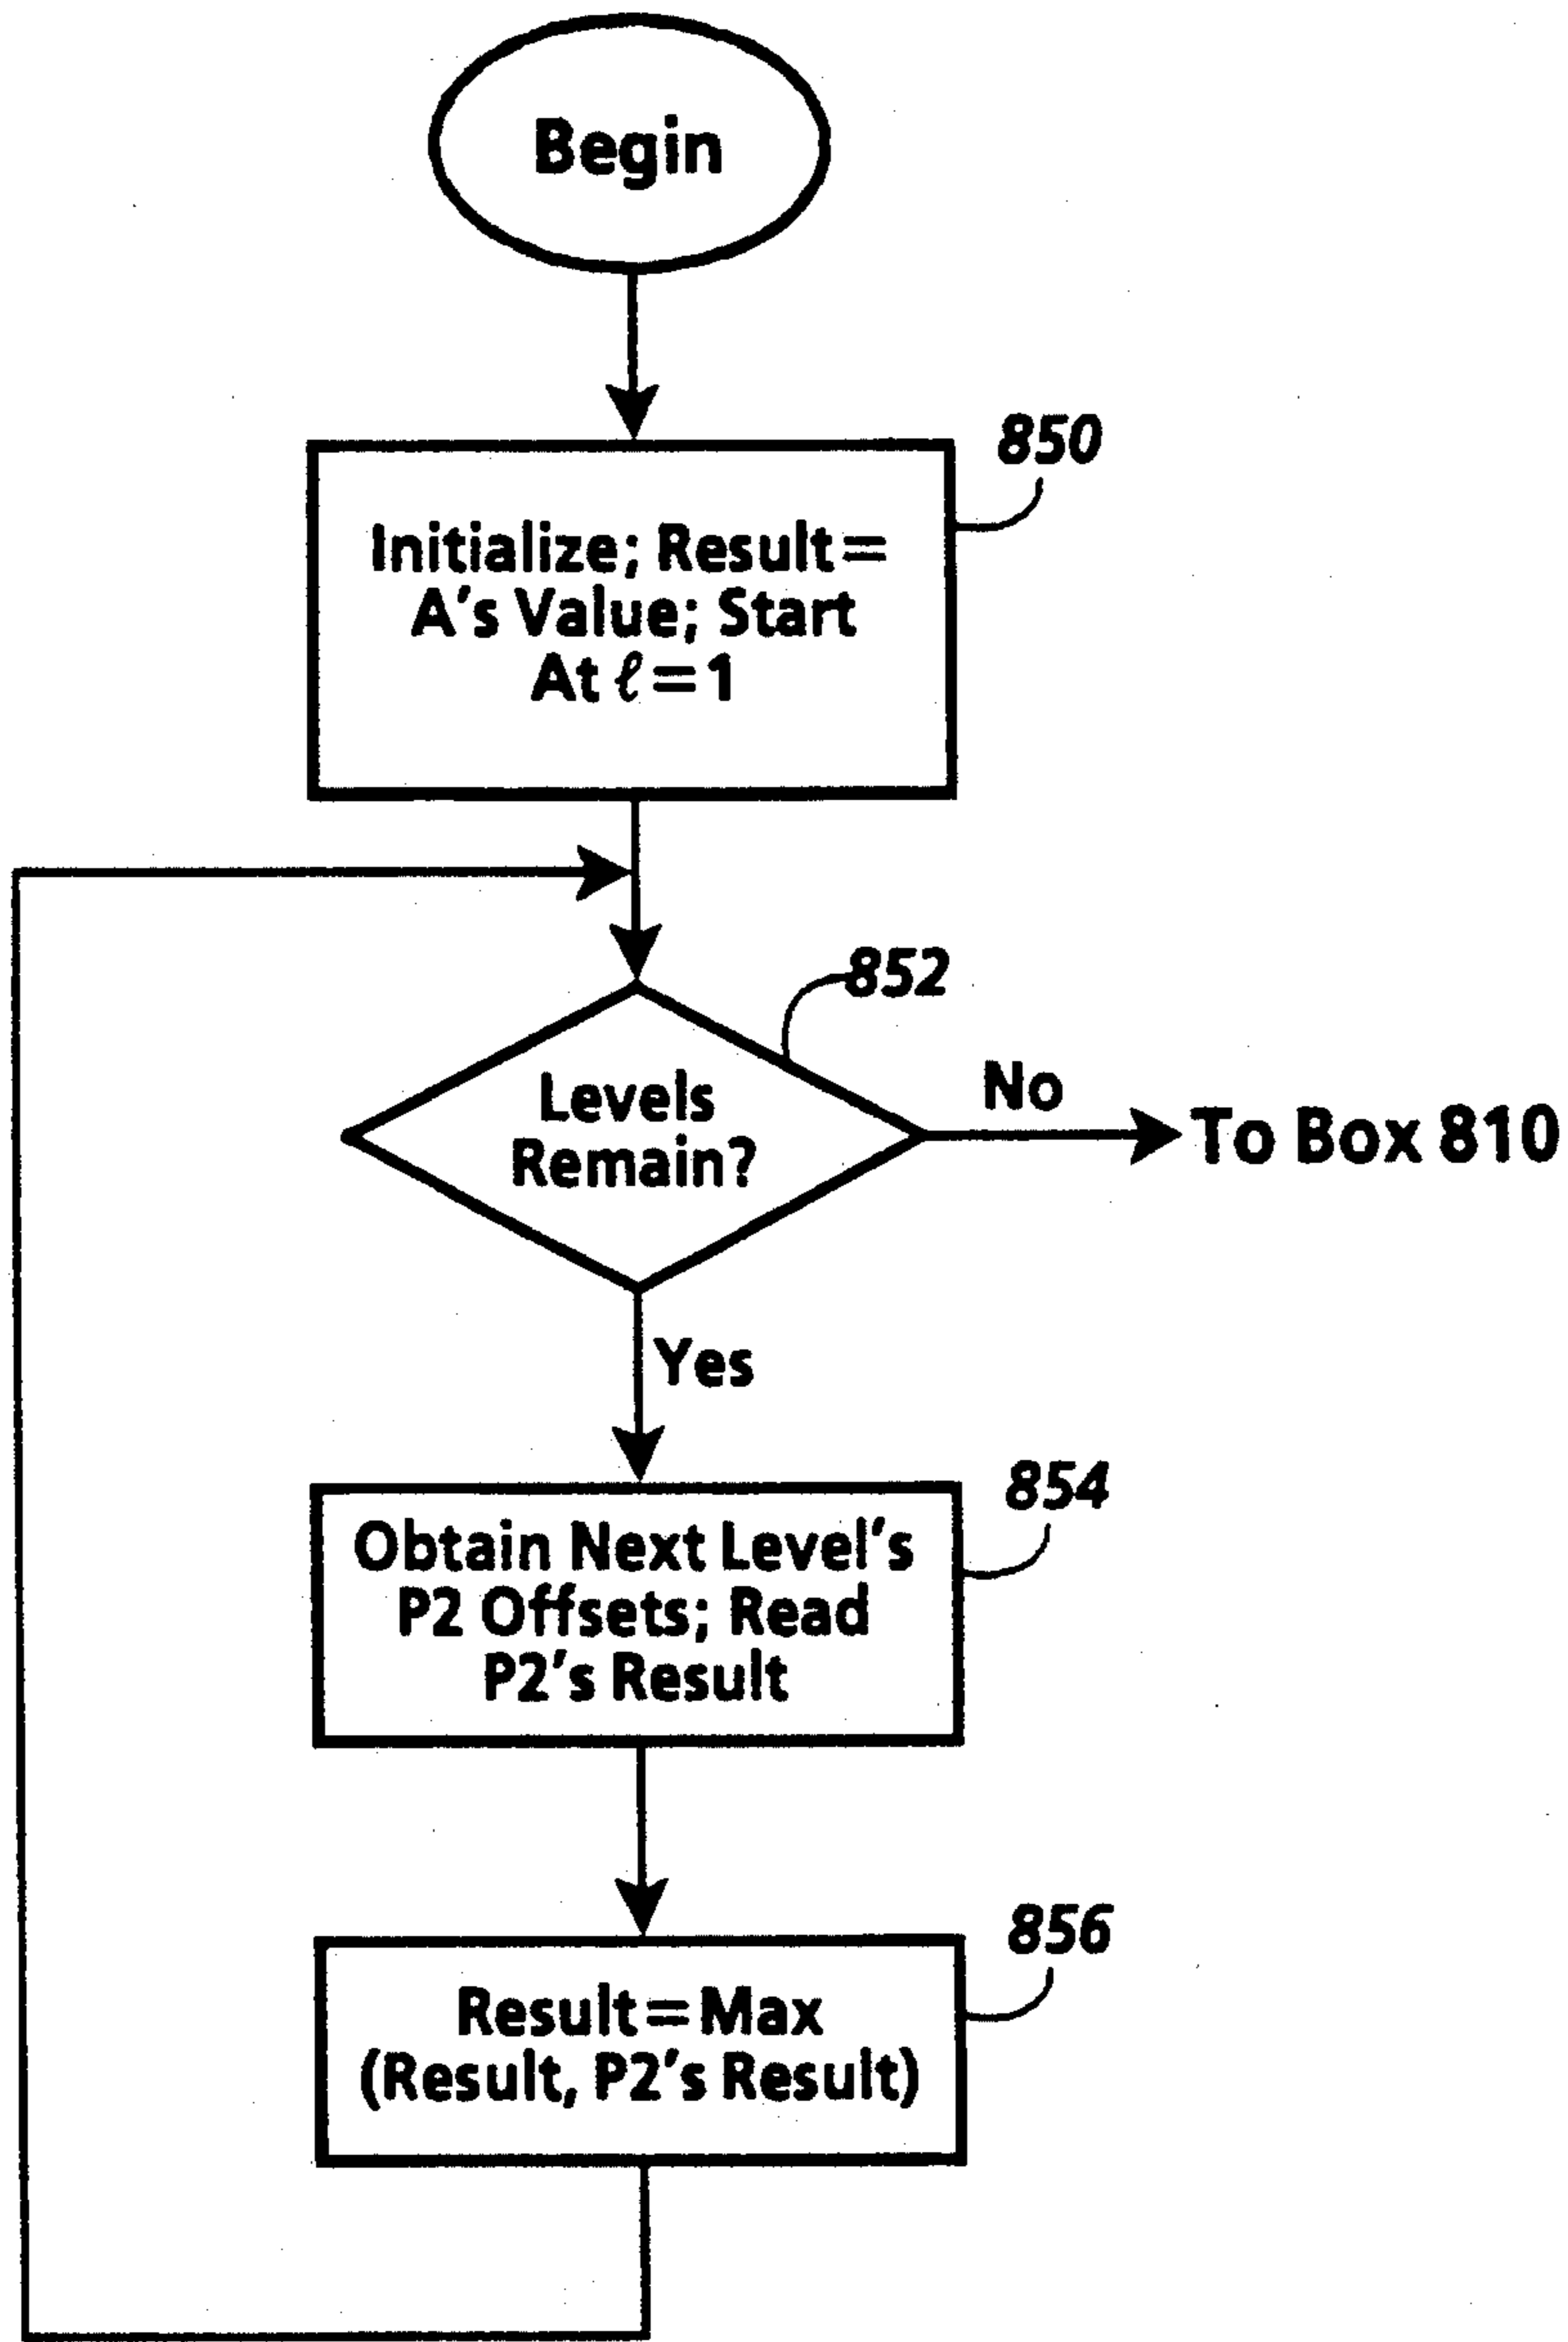 Begin
850
Initialize; Result=
A's Value; Start
At ℓ=1
852
Levels
Remain?
No
To Box 810
Yes
854
Obtain Next Level's
P2 Offsets; Read
P2's Result
856
Result=Max
(Result, P2's Result)